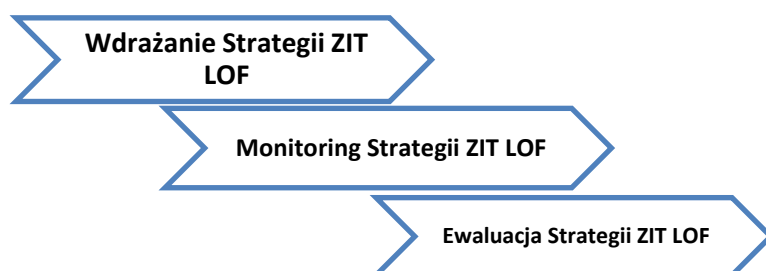 Wdrażanie Strategii ZIT
LOF
Monitoring Strategii ZIT LOF
Ewaluacja Strategii ZIT LOF